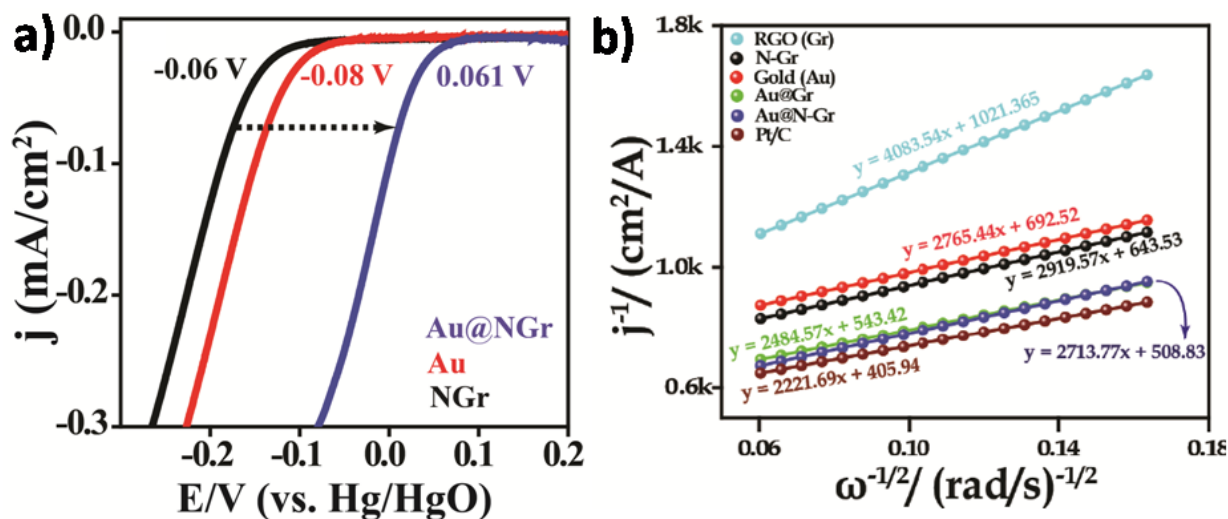 a)
0.0
-0.1
-0.2
-0.3
j (mA/cm²)
-0.06 V
-0.08 V
0.061 V
Au@NGr
Au
NGr
-0.2
-0.1
0.0
0.1
0.2
E/V (vs. Hg/HgO)
b)
1.8k
1.4k
1.0k
0.6k
j⁻¹/ (cm²/A)
RGO (Gr)
N-Gr
Gold (Au)
Au@Gr
Au@N-Gr
Pt/C
y = 4083.54x + 1021.365
y = 2765.44x + 692.52
y = 2919.57x + 643.53
y = 2484.57x + 543.42
y = 2713.77x + 508.83
y = 2221.69x + 405.94
0.06
0.10
0.14
0.18
ω⁻¹/²/ (rad/s)⁻¹/²